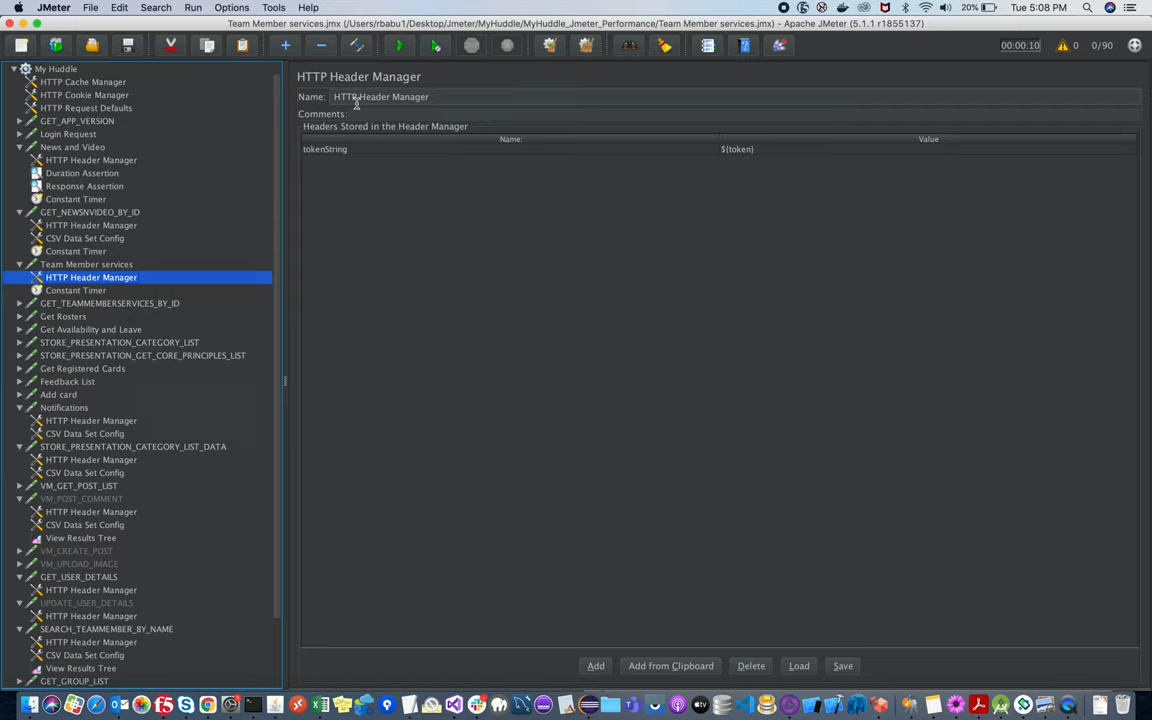 JMeter File Edit Search Run Options Tools Help 20% Tue 5:08 PM
Team Member services.jmx (/Users/rbabu1/Desktop/Jmeter/MyHuddle/MyHuddle_Jmeter_Performance/Team Member services.jmx) - Apache JMeter (5.1.1 r1855137)
00:00:10 0 0/90
My Huddle
HTTP Cache Manager
HTTP Cookie Manager
HTTP Request Defaults
GET_APP_VERSION
Login Request
News and Video
HTTP Header Manager
Duration Assertion
Response Assertion
Constant Timer
GET_NEWSNVIDEO_BY_ID
HTTP Header Manager
CSV Data Set Config
Constant Timer
Team Member services
HTTP Header Manager
Constant Timer
GET_TEAMMEMBERSERVICES_BY_ID
Get Rosters
Get Availability and Leave
STORE_PRESENTATION_CATEGORY_LIST
STORE_PRESENTATION_GET_CORE_PRINCIPLES_LIST
Get Registered Cards
Feedback List
Add card
Notifications
HTTP Header Manager
CSV Data Set Config
STORE_PRESENTATION_CATEGORY_LIST_DATA
HTTP Header Manager
CSV Data Set Config
VM_GET_POST_LIST
VM_POST_COMMENT
HTTP Header Manager
CSV Data Set Config
View Results Tree
VM_CREATE_POST
VM_UPLOAD_IMAGE
GET_USER_DETAILS
HTTP Header Manager
UPDATE_USER_DETAILS
HTTP Header Manager
SEARCH_TEAMMEMBER_BY_NAME
HTTP Header Manager
CSV Data Set Config
View Results Tree
GET_GROUP_LIST
HTTP Header Manager
Name: HTTP Header Manager
Comments:
Headers Stored in the Header Manager
Name: Value
tokenString ${token}
Add Add from Clipboard Delete Load Save